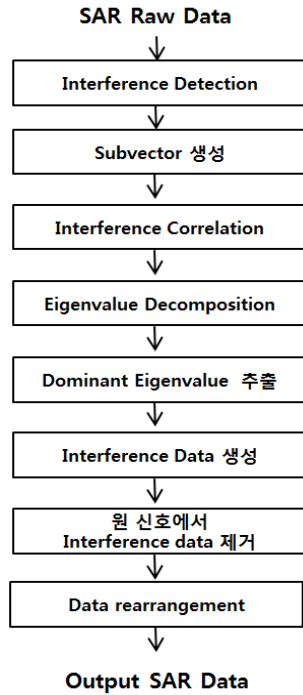 SAR Raw Data
Interference Detection
Subvector 생성
Interference Correlation
Eigenvalue Decomposition
Dominant Eigenvalue 추출
Interference Data 생성
원 신호에서
Interference data 제거
Data rearrangement
Output SAR Data